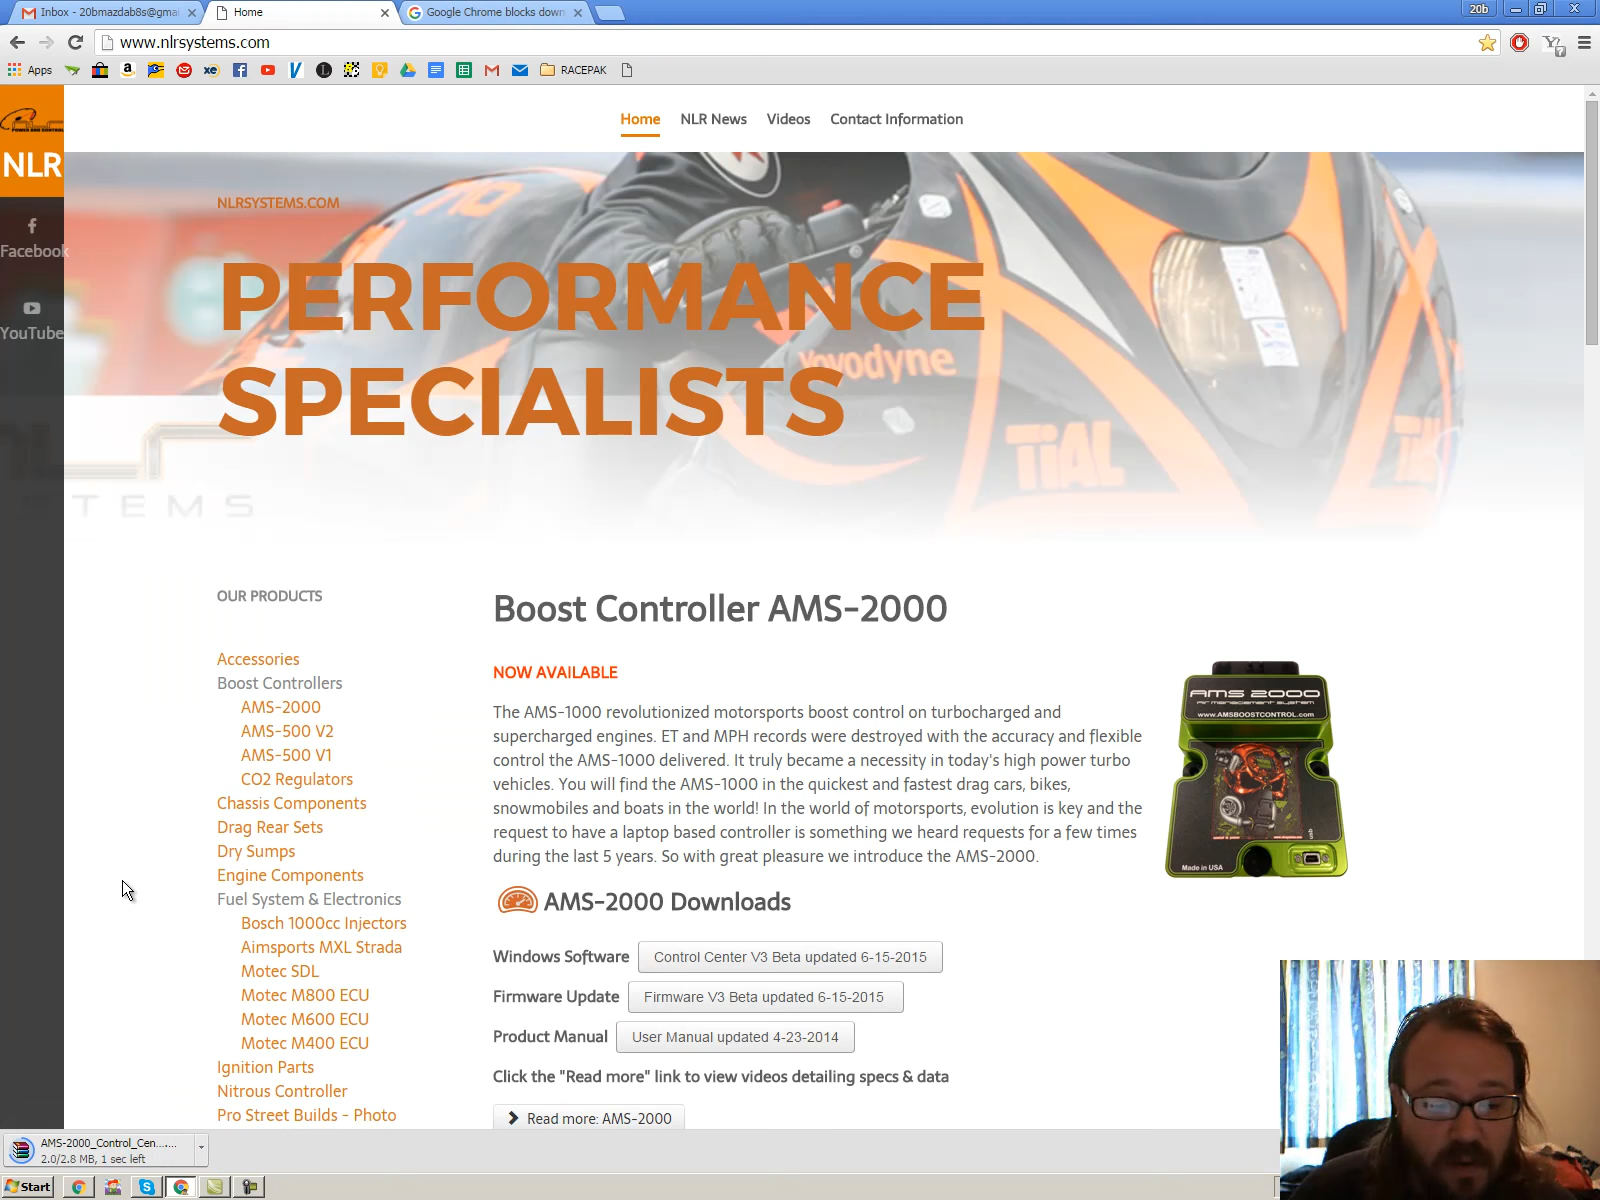 Inbox - 20bmazdab8s@gmai
Home
Google Chrome blocks down
20b
www.nlrsystems.com
Apps
RACEPAK
NLR
Facebook
YouTube
Home
NLR News
Videos
Contact Information
NLRSYSTEMS.COM
PERFORMANCE
SPECIALISTS
Yoyodyne
TiAL
STEMS
OUR PRODUCTS
Accessories
Boost Controllers
AMS-2000
AMS-500 V2
AMS-500 V1
CO2 Regulators
Chassis Components
Drag Rear Sets
Dry Sumps
Engine Components
Fuel System & Electronics
Bosch 1000cc Injectors
Aimsports MXL Strada
Motec SDL
Motec M800 ECU
Motec M600 ECU
Motec M400 ECU
Ignition Parts
Nitrous Controller
Pro Street Builds - Photo
Boost Controller AMS-2000
NOW AVAILABLE
The AMS-1000 revolutionized motorsports boost control on turbocharged and
supercharged engines. ET and MPH records were destroyed with the accuracy and flexible
control the AMS-1000 delivered. It truly became a necessity in today's high power turbo
vehicles. You will find the AMS-1000 in the quickest and fastest drag cars, bikes,
snowmobiles and boats in the world! In the world of motorsports, evolution is key and the
request to have a laptop based controller is something we heard requests for a few times
during the last 5 years. So with great pleasure we introduce the AMS-2000.
AMS 2000
AIR MANAGEMENT SYSTEM
www.AMSBOOSTCONTROL.com
usb
Made in USA
AMS-2000 Downloads
Windows Software
Control Center V3 Beta updated 6-15-2015
Firmware Update
Firmware V3 Beta updated 6-15-2015
Product Manual
User Manual updated 4-23-2014
Click the "Read more" link to view videos detailing specs & data
Read more: AMS-2000
AMS-2000_Control_Cen....
2.0/2.8 MB, 1 sec left
Start